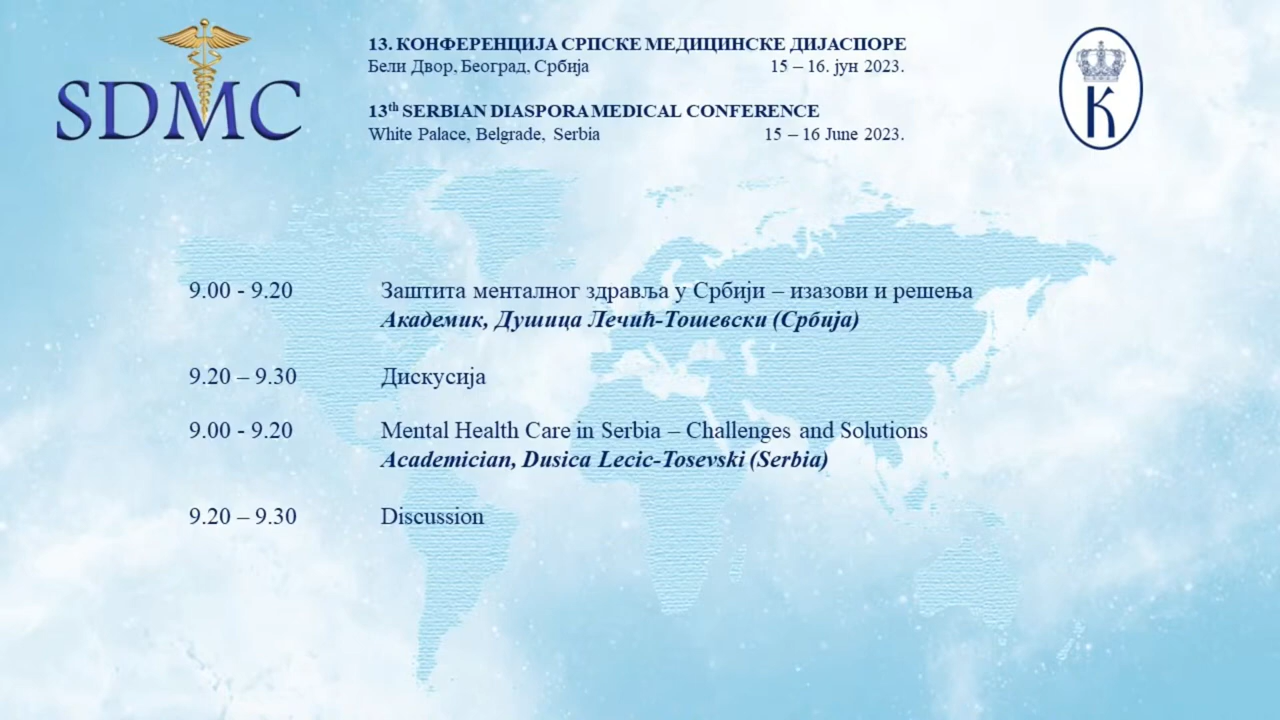 SDMC
13. КОНФЕРЕНЦИЈА СРПСКЕ МЕДИЦИНСКЕ ДИЈАСПОРЕ
Бели Двор, Београд, Србија 15 – 16. јун 2023.
13th SERBIAN DIASPORA MEDICAL CONFERENCE
White Palace, Belgrade, Serbia 15 – 16 June 2023.
K
9.00 - 9.20 Заштита менталног здравља у Србији – изазови и решења
Академик, Душица Лечић-Тошевски (Србија)
9.20 – 9.30 Дискусија
9.00 - 9.20 Mental Health Care in Serbia – Challenges and Solutions
Academician, Dusica Lecic-Tosevski (Serbia)
9.20 – 9.30 Discussion